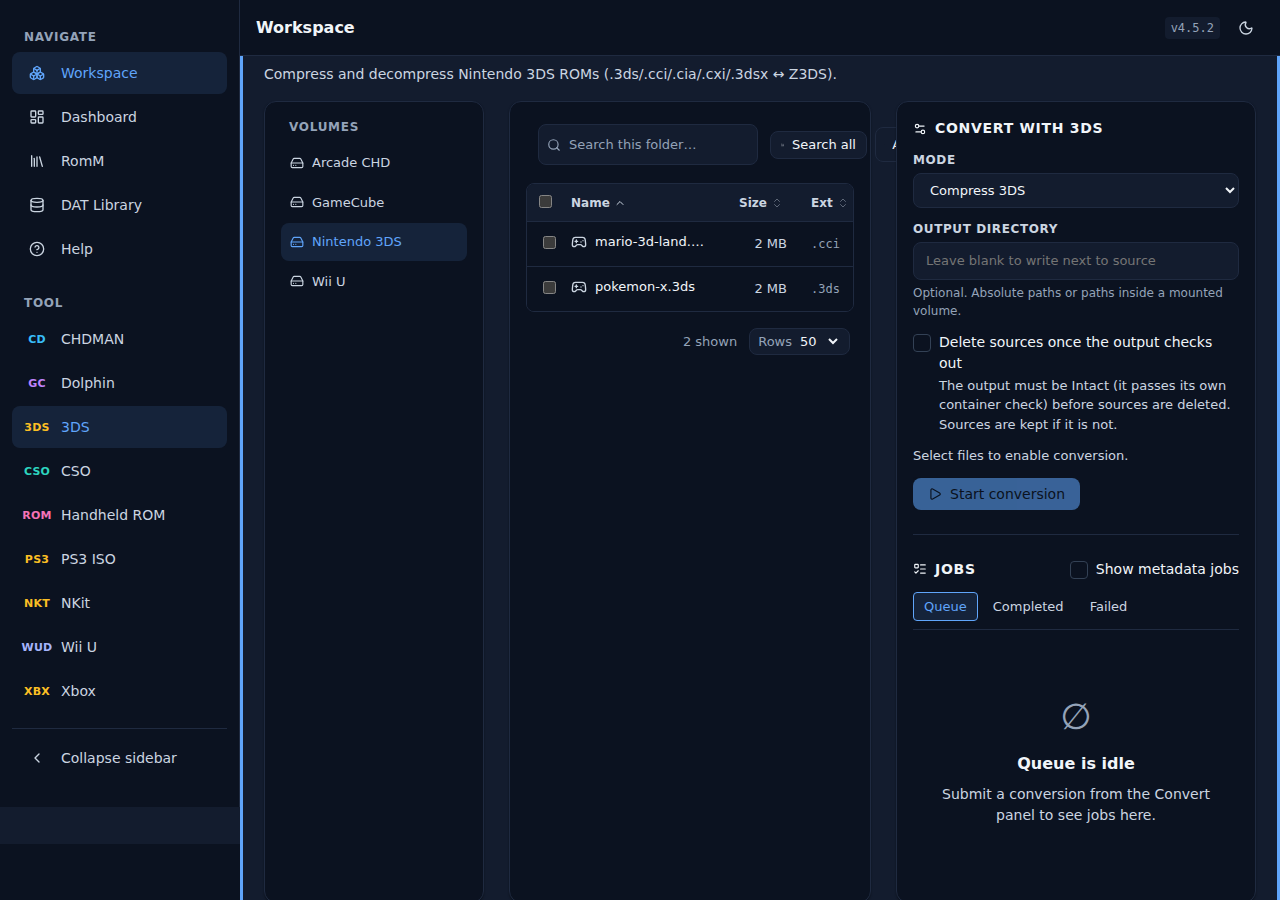 NAVIGATE
Workspace
Dashboard
RomM
DAT Library
Help
TOOL
CD CHDMAN
GC Dolphin
3DS 3DS
CSO CSO
ROM Handheld ROM
PS3 PS3 ISO
NKT NKit
WUD Wii U
XBX Xbox
Collapse sidebar
Workspace
v4.5.2
Compress and decompress Nintendo 3DS ROMs (.3ds/.cci/.cia/.cxi/.3dsx ↔ Z3DS).
VOLUMES
Arcade CHD
GameCube
Nintendo 3DS
Wii U
Search this folder…
Search all
Name Size Ext
mario-3d-land.… 2 MB .cci
pokemon-x.3ds 2 MB .3ds
2 shown Rows 50
CONVERT WITH 3DS
MODE
Compress 3DS
OUTPUT DIRECTORY
Leave blank to write next to source
Optional. Absolute paths or paths inside a mounted
volume.
Delete sources once the output checks
out
The output must be Intact (it passes its own
container check) before sources are deleted.
Sources are kept if it is not.
Select files to enable conversion.
Start conversion
JOBS
Show metadata jobs
Queue Completed Failed
Queue is idle
Submit a conversion from the Convert
panel to see jobs here.